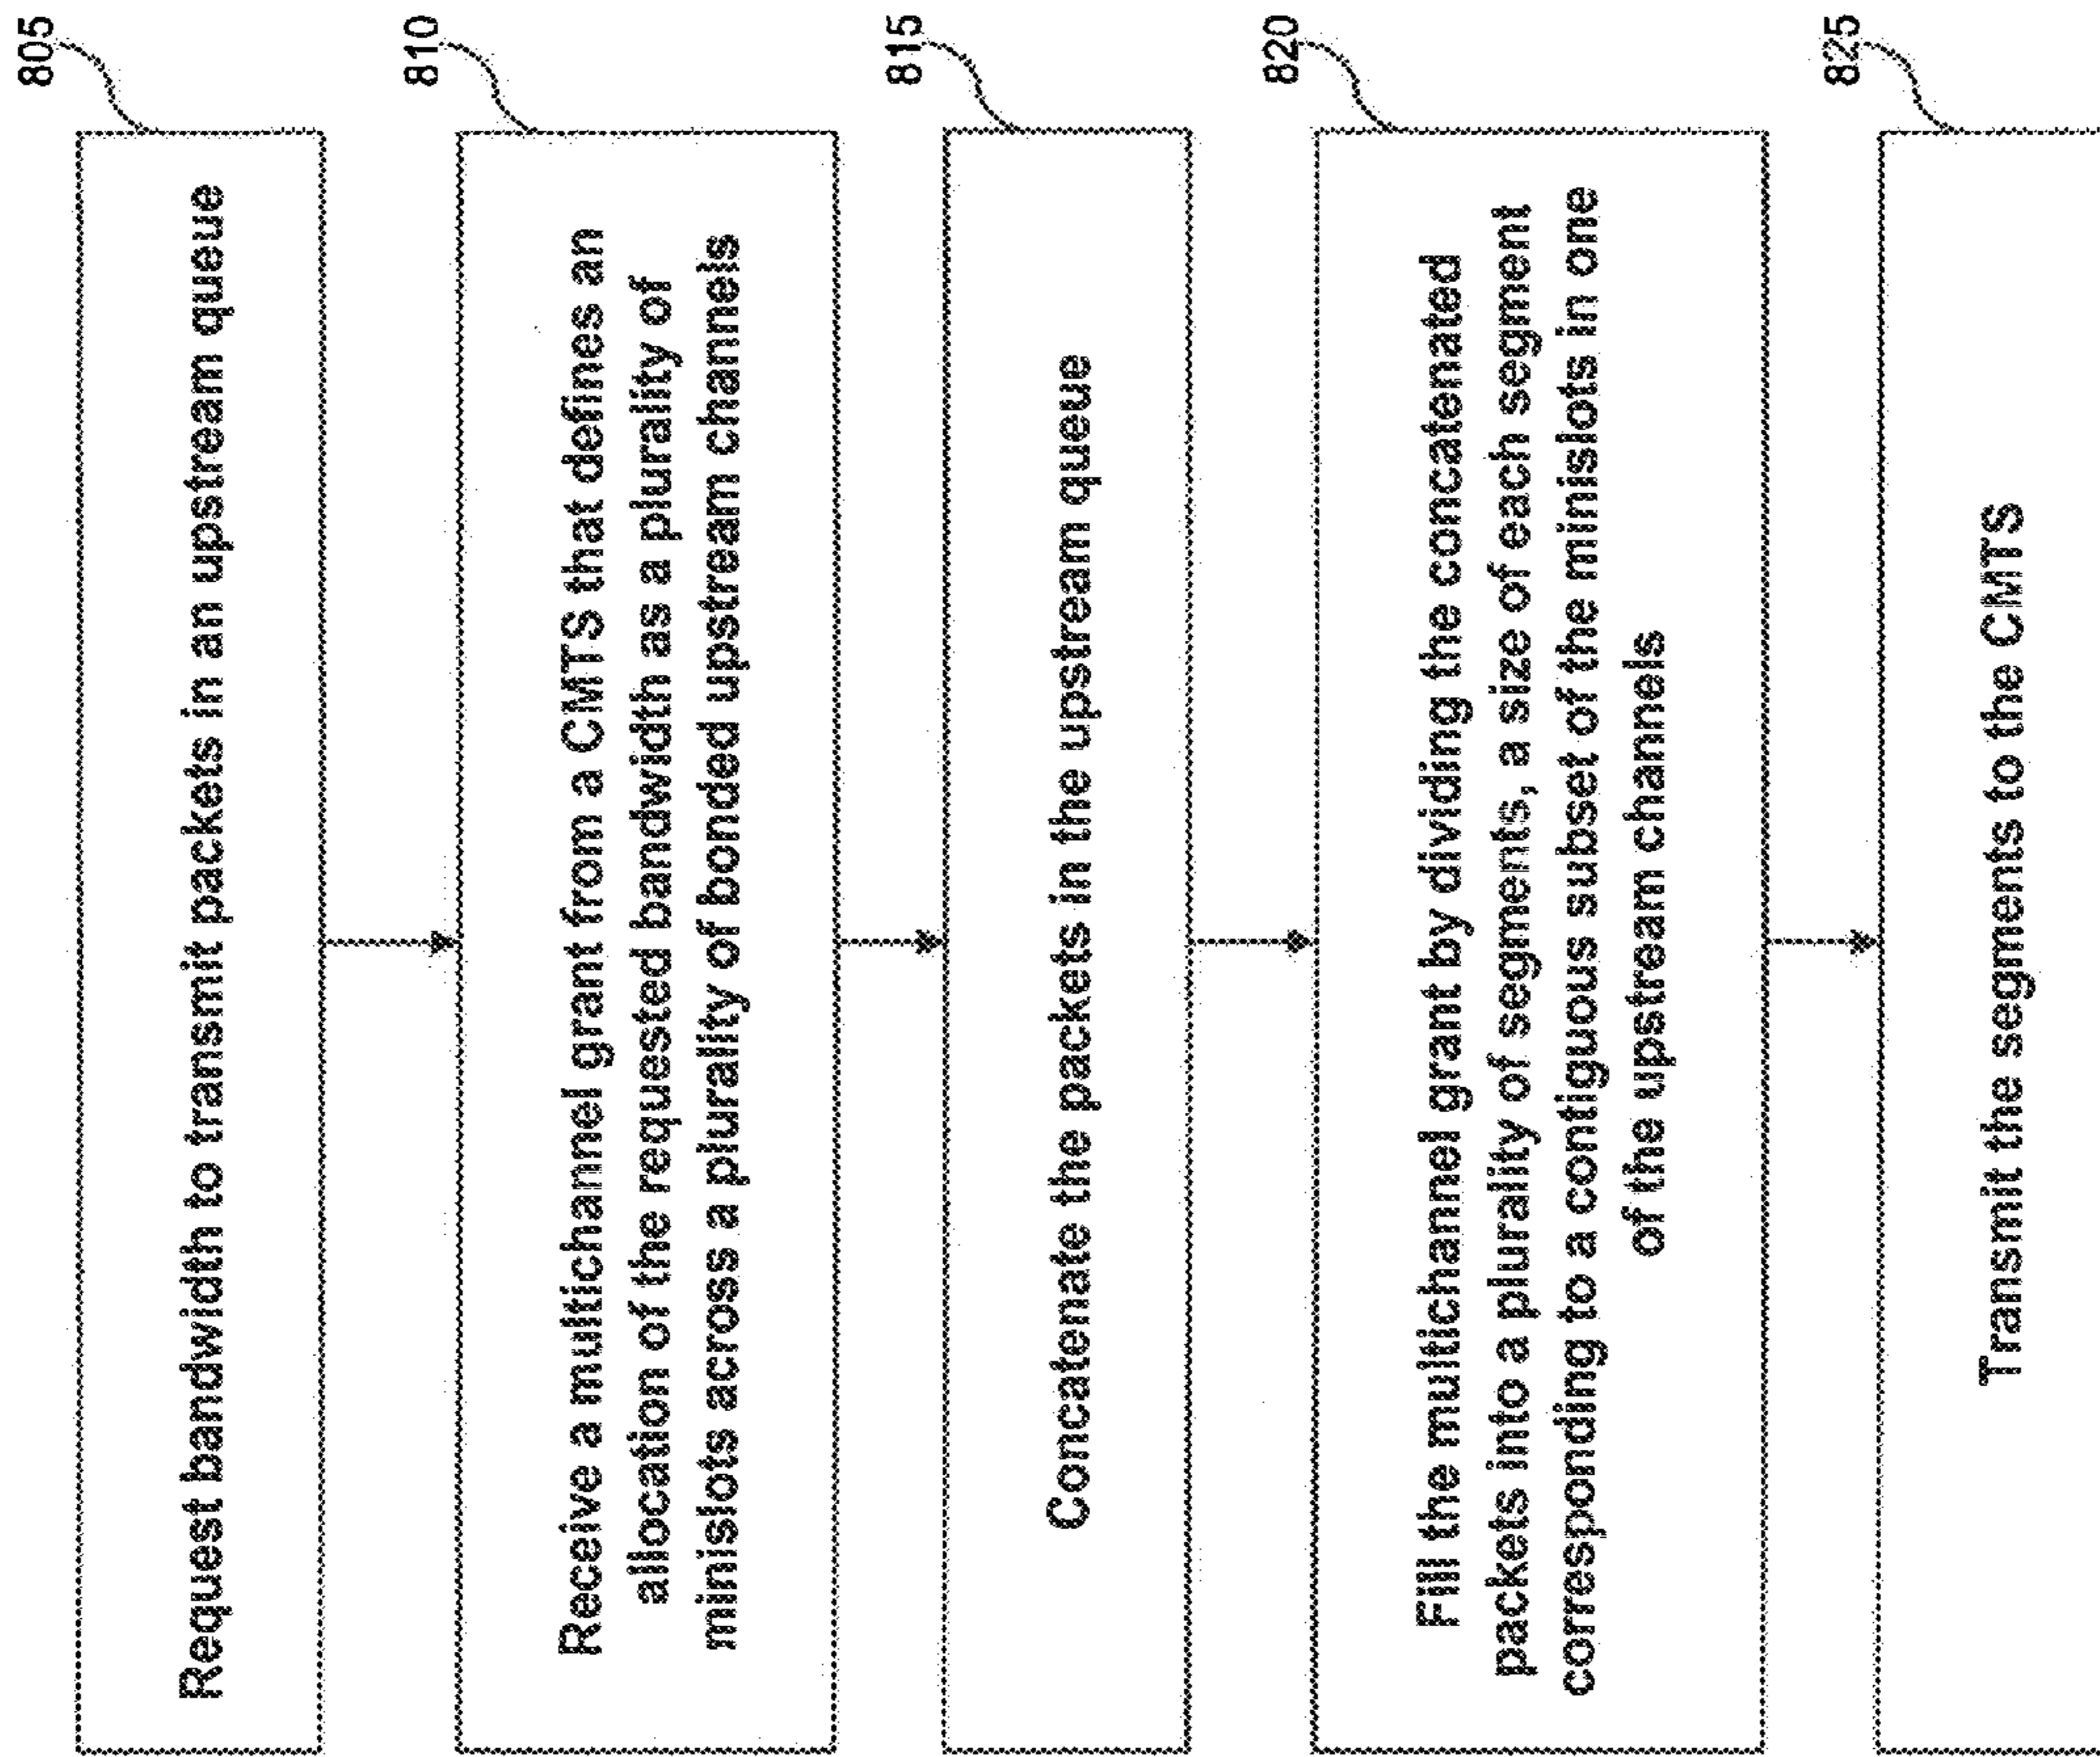 805
Request bandwidth to transmit packets in an upstream queue
810
Receive a multichannel grant from a CMTS that defines an
allocation of the requested bandwidth as a plurality of
minislots across a plurality of bonded upstream channels
815
Concatenate the packets in the upstream queue
820
Fill the multichannel grant by dividing the concatenated
packets into a plurality of segments, a size of each segment
corresponding to a contiguous subset of the minislots in one
of the upstream channels
825
Transmit the segments to the CMTS